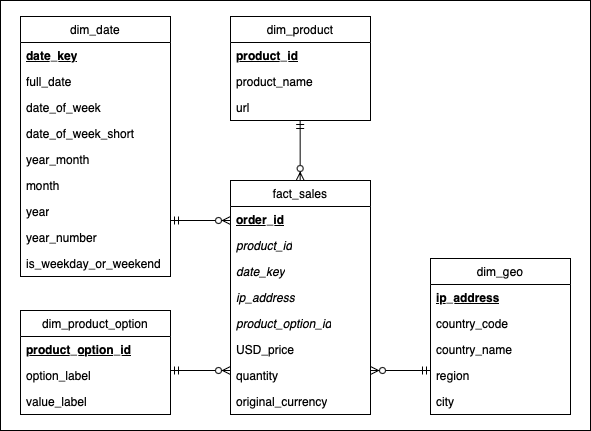 dim_date
date_key
full_date
date_of_week
date_of_week_short
year_month
month
year
year_number
is_weekday_or_weekend
dim_product
product_id
product_name
url
fact_sales
order_id
product_id
date_key
ip_address
product_option_id
USD_price
quantity
original_currency
dim_product_option
product_option_id
option_label
value_label
dim_geo
ip_address
country_code
country_name
region
city